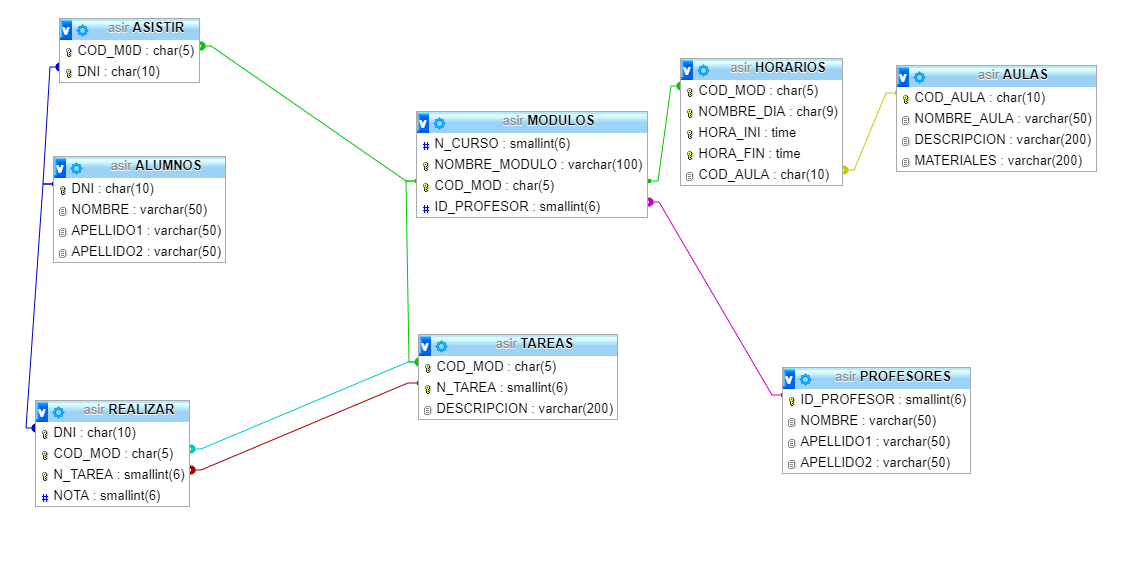 asir ASISTIR
COD_M0D : char(5)
DNI : char(10)
asir ALUMNOS
DNI : char(10)
NOMBRE : varchar(50)
APELLIDO1 : varchar(50)
APELLIDO2 : varchar(50)
asir REALIZAR
DNI : char(10)
COD_MOD : char(5)
N_TAREA : smallint(6)
NOTA : smallint(6)
asir MODULOS
N_CURSO : smallint(6)
NOMBRE_MODULO : varchar(100)
COD_MOD : char(5)
ID_PROFESOR : smallint(6)
asir TAREAS
COD_MOD : char(5)
N_TAREA : smallint(6)
DESCRIPCION : varchar(200)
asir HORARIOS
COD_MOD : char(5)
NOMBRE_DIA : char(9)
HORA_INI : time
HORA_FIN : time
COD_AULA : char(10)
asir AULAS
COD_AULA : char(10)
NOMBRE_AULA : varchar(50)
DESCRIPCION : varchar(200)
MATERIALES : varchar(200)
asir PROFESORES
ID_PROFESOR : smallint(6)
NOMBRE : varchar(50)
APELLIDO1 : varchar(50)
APELLIDO2 : varchar(50)